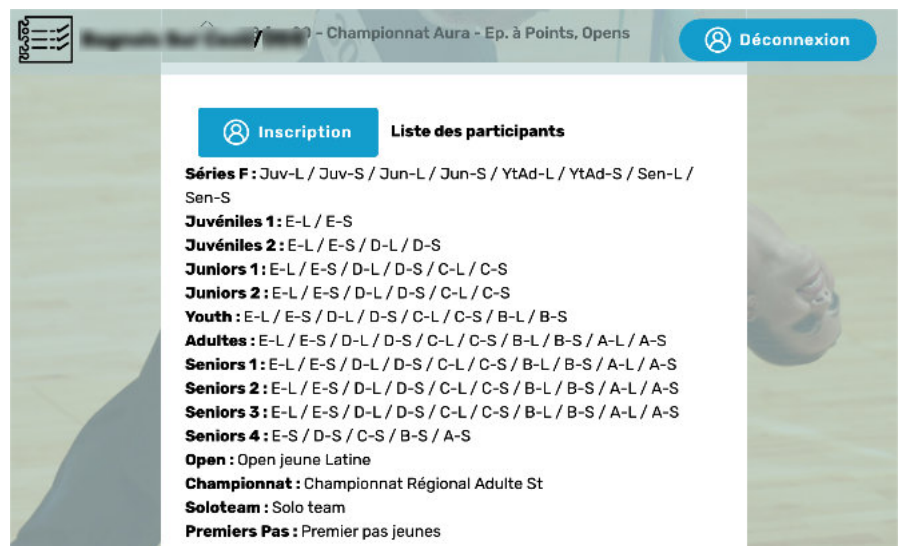 - Championnat Aura - Ep. à Points, Opens
Déconnexion
Inscription
Liste des participants
Séries F : Juv-L / Juv-S / Jun-L / Jun-S / YtAd-L / YtAd-S / Sen-L /
Sen-S
Juvéniles 1 : E-L / E-S
Juvéniles 2 : E-L / E-S / D-L / D-S
Juniors 1 : E-L / E-S / D-L / D-S / C-L / C-S
Juniors 2 : E-L / E-S / D-L / D-S / C-L / C-S
Youth : E-L / E-S / D-L / D-S / C-L / C-S / B-L / B-S
Adultes : E-L / E-S / D-L / D-S / C-L / C-S / B-L / B-S / A-L / A-S
Seniors 1 : E-L / E-S / D-L / D-S / C-L / C-S / B-L / B-S / A-L / A-S
Seniors 2 : E-L / E-S / D-L / D-S / C-L / C-S / B-L / B-S / A-L / A-S
Seniors 3 : E-L / E-S / D-L / D-S / C-L / C-S / B-L / B-S / A-L / A-S
Seniors 4 : E-S / D-S / C-S / B-S / A-S
Open : Open jeune Latine
Championnat : Championnat Régional Adulte St
Soloteam : Solo team
Premiers Pas : Premier pas jeunes